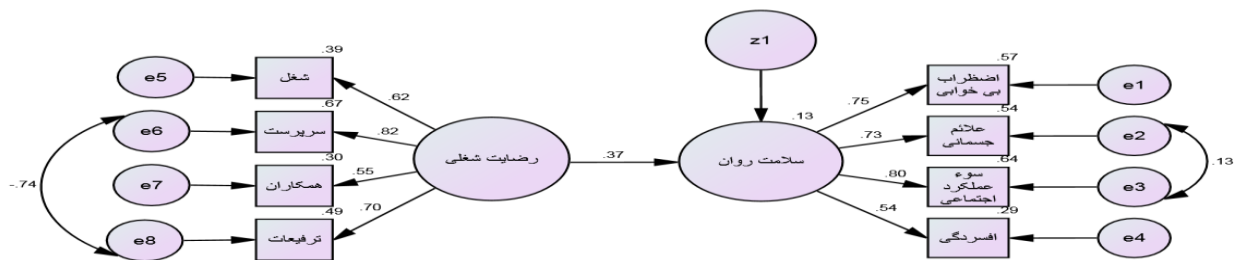 z1
.39
.57
e5
شغل
اضطراب
بی خوابی
e1
.62
.75
.67
.13
.54
e6
سرپرست
.82
.73
علائم
جسمانی
e2
.30
رضایت شغلی
.37
سلامت روان
.64
.13
-.74
e7
همکاران
.55
.80
سوء
عملکرد
اجتماعی
e3
.49
.70
.54
.29
e8
ترفیعات
افسردگی
e4